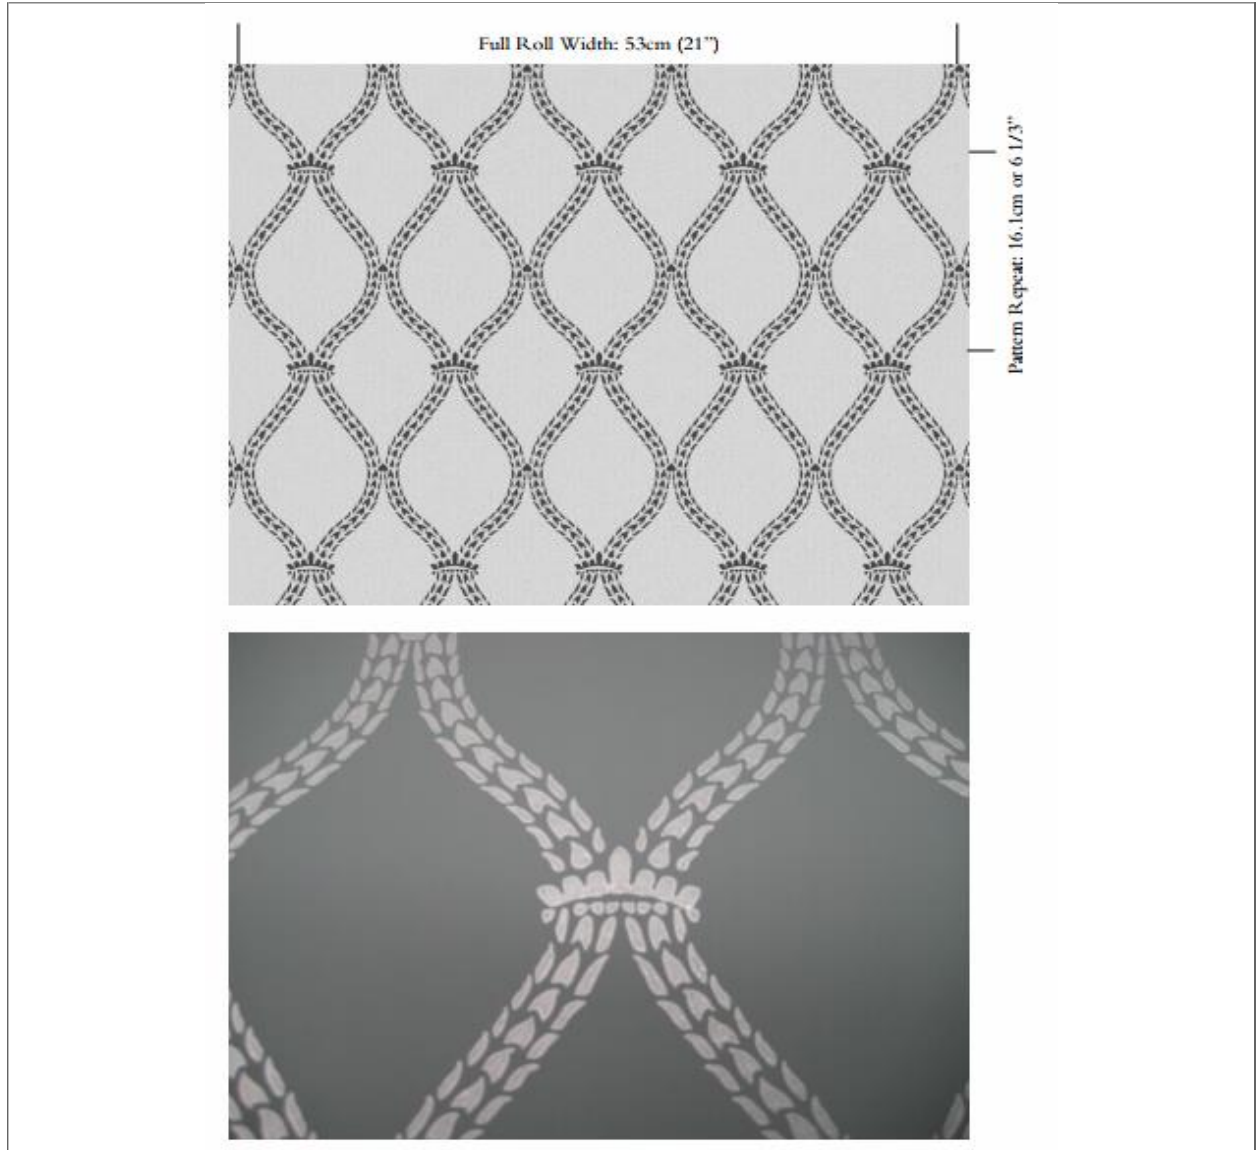 Full Roll Width: 53cm (21”)
Pattern Repeat: 16.1cm or 6 1/3”